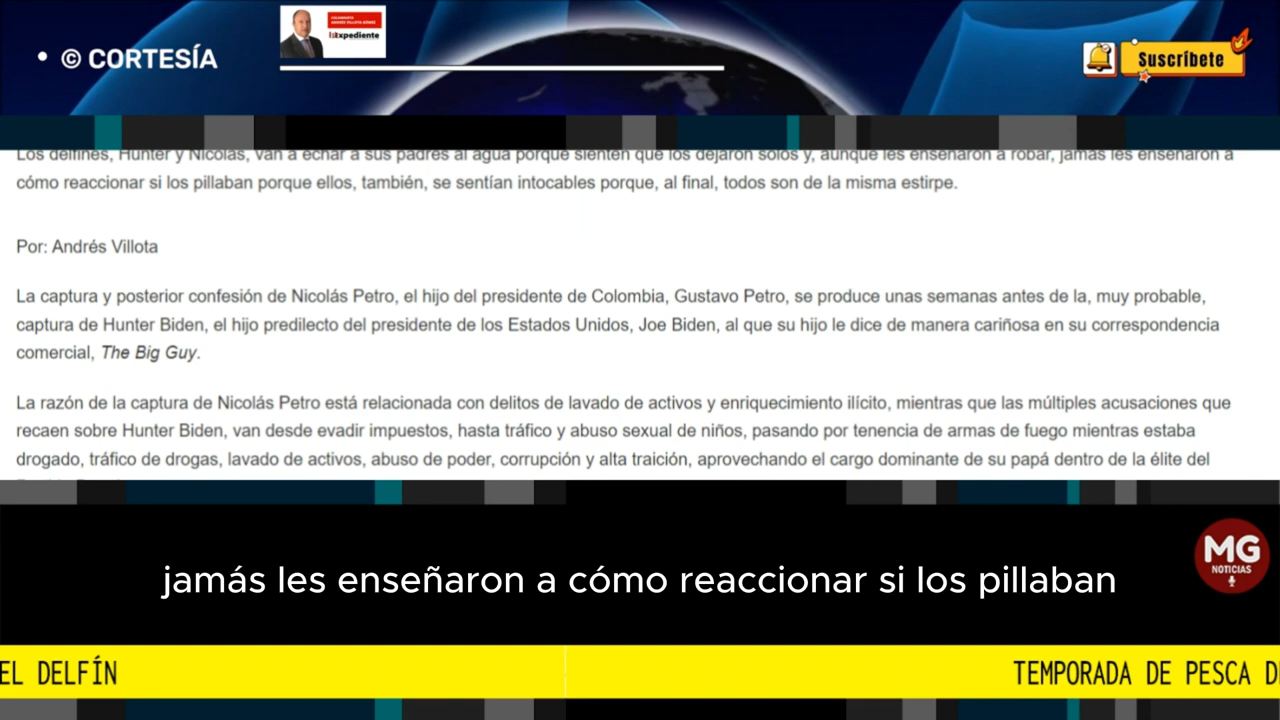 • © CORTESÍA
COLUMNISTA
ANDRÉS VILLOTA GÓMEZ
Expediente
Suscríbete
Los delfines, Hunter y Nicolás, van a echar a sus padres al agua porque sienten que los dejaron solos y, aunque les enseñaron a robar, jamás les enseñaron a
cómo reaccionar si los pillaban porque ellos, también, se sentían intocables porque, al final, todos son de la misma estirpe.
Por: Andrés Villota
La captura y posterior confesión de Nicolás Petro, el hijo del presidente de Colombia, Gustavo Petro, se produce unas semanas antes de la, muy probable,
captura de Hunter Biden, el hijo predilecto del presidente de los Estados Unidos, Joe Biden, al que su hijo le dice de manera cariñosa en su correspondencia
comercial, The Big Guy.
La razón de la captura de Nicolás Petro está relacionada con delitos de lavado de activos y enriquecimiento ilícito, mientras que las múltiples acusaciones que
recaen sobre Hunter Biden, van desde evadir impuestos, hasta tráfico y abuso sexual de niños, pasando por tenencia de armas de fuego mientras estaba
drogado, tráfico de drogas, lavado de activos, abuso de poder, corrupción y alta traición, aprovechando el cargo dominante de su papá dentro de la élite del
MG
NOTICIAS
jamás les enseñaron a cómo reaccionar si los pillaban
EL DELFÍN
TEMPORADA DE PESCA D